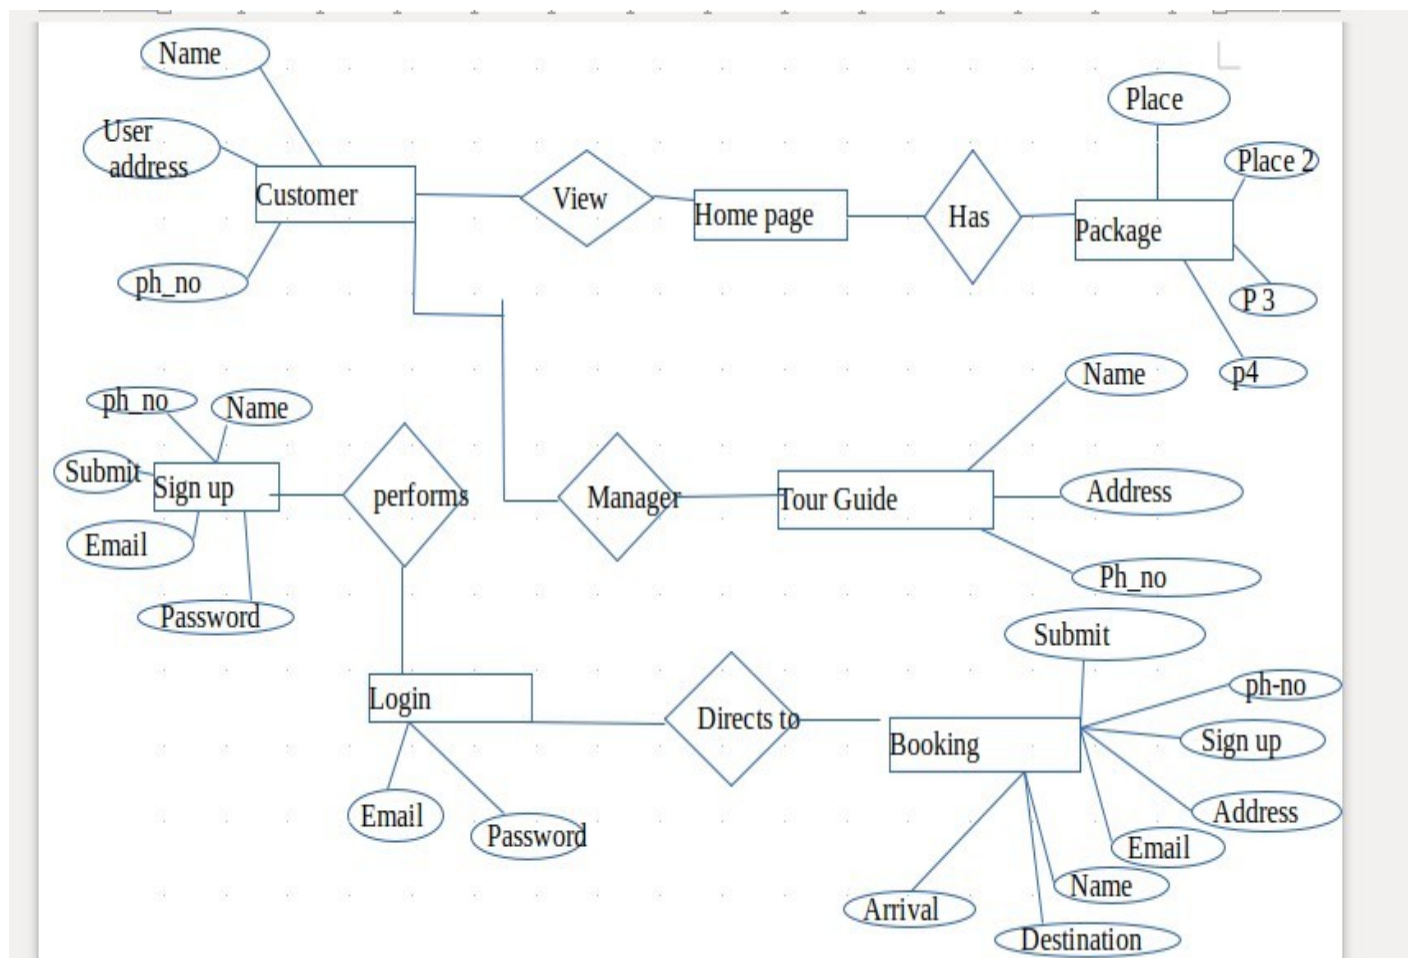 Name
Place
User
address
Place 2
Customer
View
Home page
Has
Package
ph_no
P 3
Name
p4
ph_no
Name
Submit
Sign up
performs
Manager
Tour Guide
Address
Email
Ph_no
Password
Submit
ph-no
Login
Directs to
Booking
Sign up
Email
Password
Address
Email
Name
Arrival
Destination